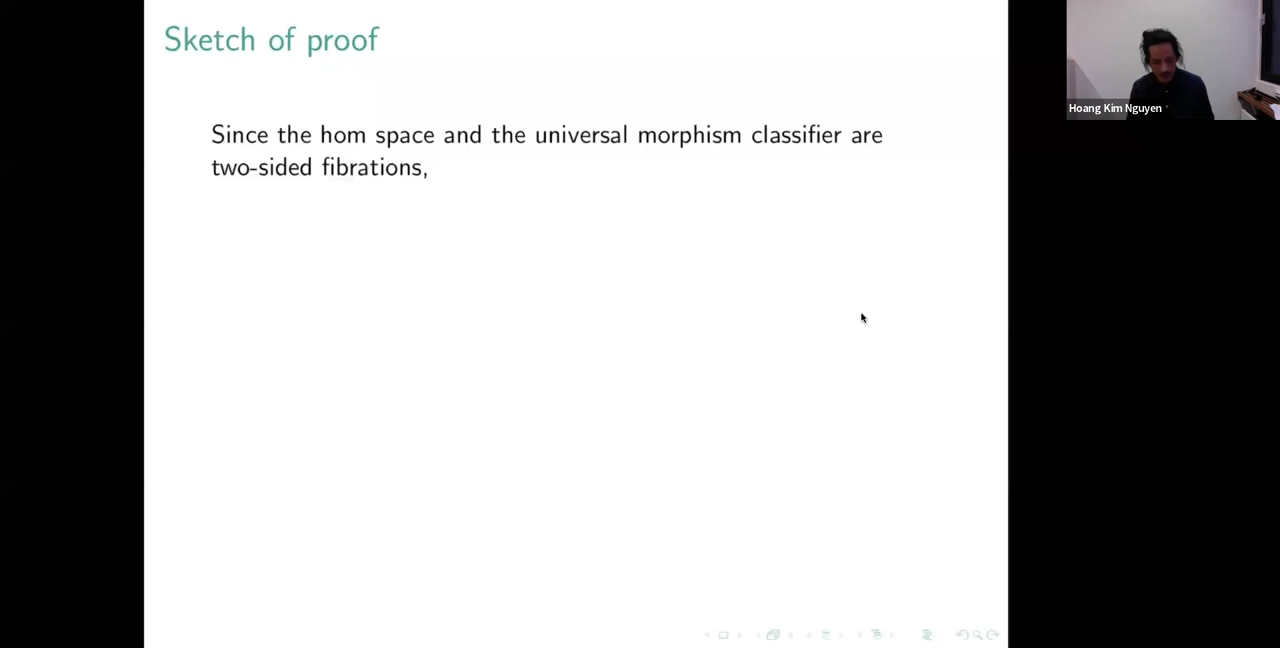 Sketch of proof
Since the hom space and the universal morphism classifier are
two-sided fibrations,
Hoang Kim Nguyen